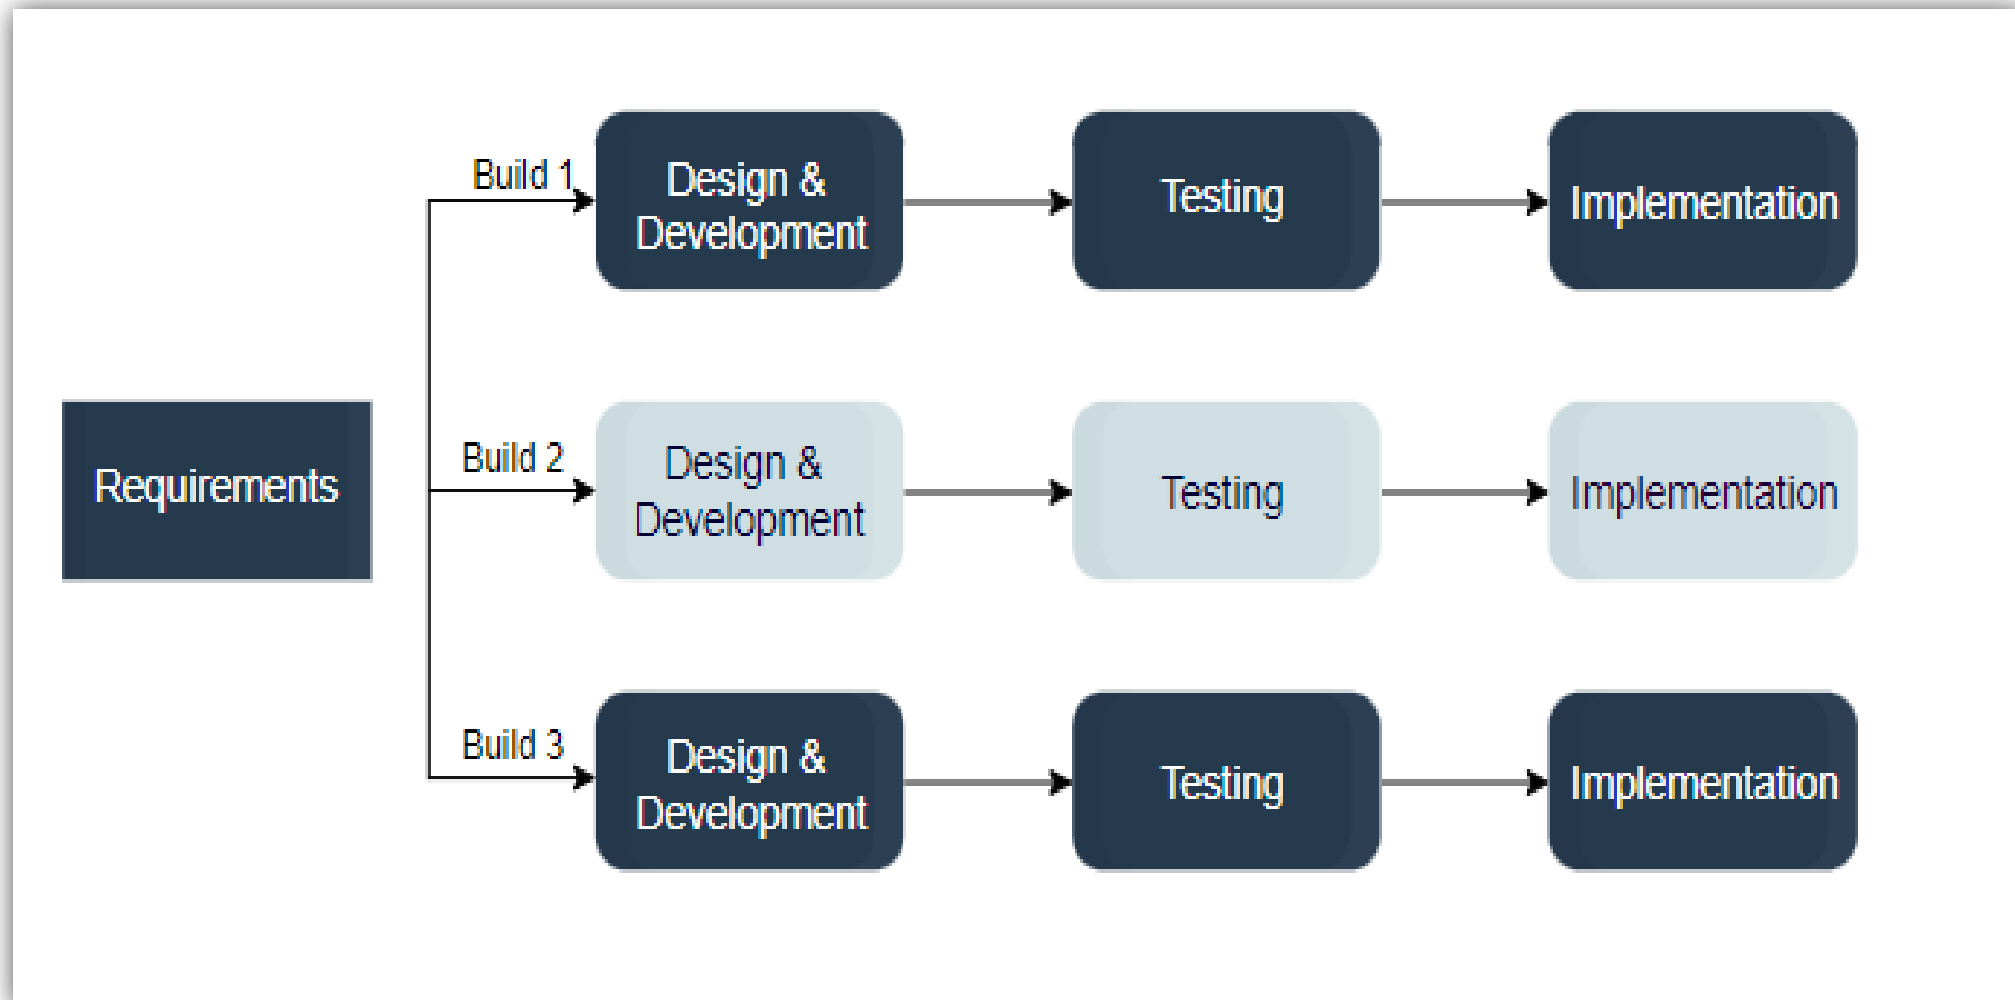 Requirements
Build 1
Design &
Development
Testing
Implementation
Build 2
Design &
Development
Testing
Implementation
Build 3
Design &
Development
Testing
Implementation